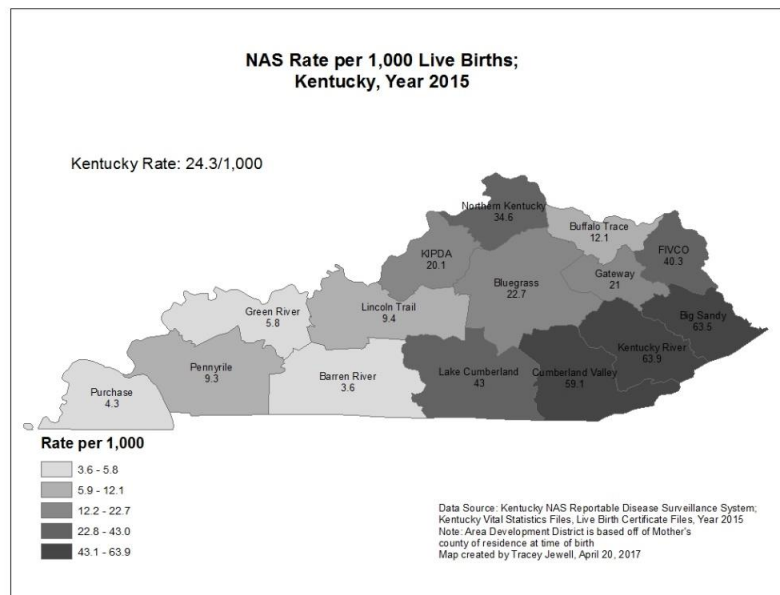 NAS Rate per 1,000 Live Births;
Kentucky, Year 2015
Kentucky Rate: 24.3/1,000
Northern Kentucky
34.6
Buffalo Trace
12.1
FIVCO
40.3
KIPDA
20.1
Gateway
21
Bluegrass
22.7
Green River
5.8
Lincoln Trail
9.4
Big Sandy
63.5
Kentucky River
63.9
Pennyrile
9.3
Barren River
3.6
Lake Cumberland
43
Cumberland Valley
59.1
Purchase
4.3
Rate per 1,000
3.6 - 5.8
5.9 - 12.1
12.2 - 22.7
22.8 - 43.0
43.1 - 63.9
Data Source: Kentucky NAS Reportable Disease Surveillance System;
Kentucky Vital Statistics Files, Live Birth Certificate Files, Year 2015
Note: Area Development District is based off of Mother's
county of residence at time of birth
Map created by Tracey Jewell, April 20, 2017